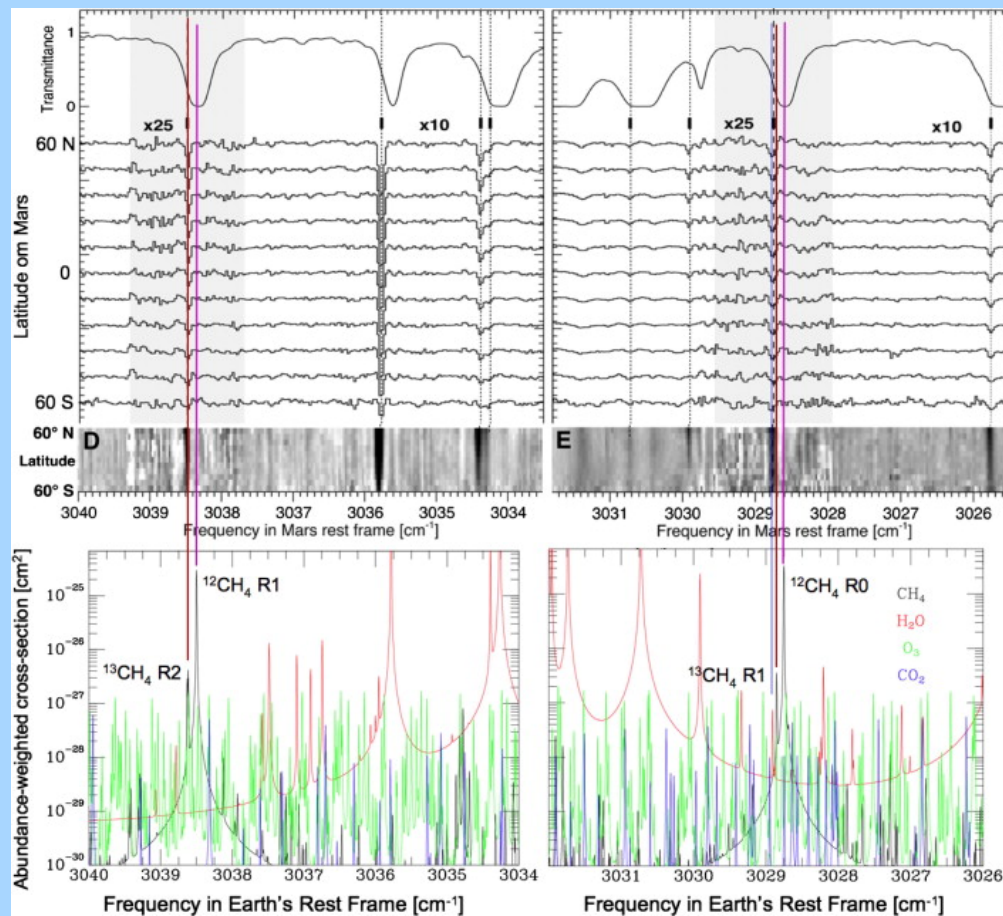 Transmittance
1
0
x25
x10
x25
x10
Latitude om Mars
60 N
0
60 S
60° N
Latitude
60° S
D
E
3040 3039 3038 3037 3036 3035 3034
3031 3030 3029 3028 3027 3026
Frequency in Mars rest frame [cm-1]
Frequency in Mars rest frame [cm-1]
Abundance-weighted cross-section [cm2]
10-25
10-26
10-27
10-28
10-29
10-30
12CH4 R1
13CH4 R2
12CH4 R0
13CH4 R1
CH4
H2O
O3
CO2
3040 3039 3038 3037 3036 3035 3034
3031 3030 3029 3028 3027 3026
Frequency in Earth's Rest Frame [cm-1]
Frequency in Earth's Rest Frame [cm-1]